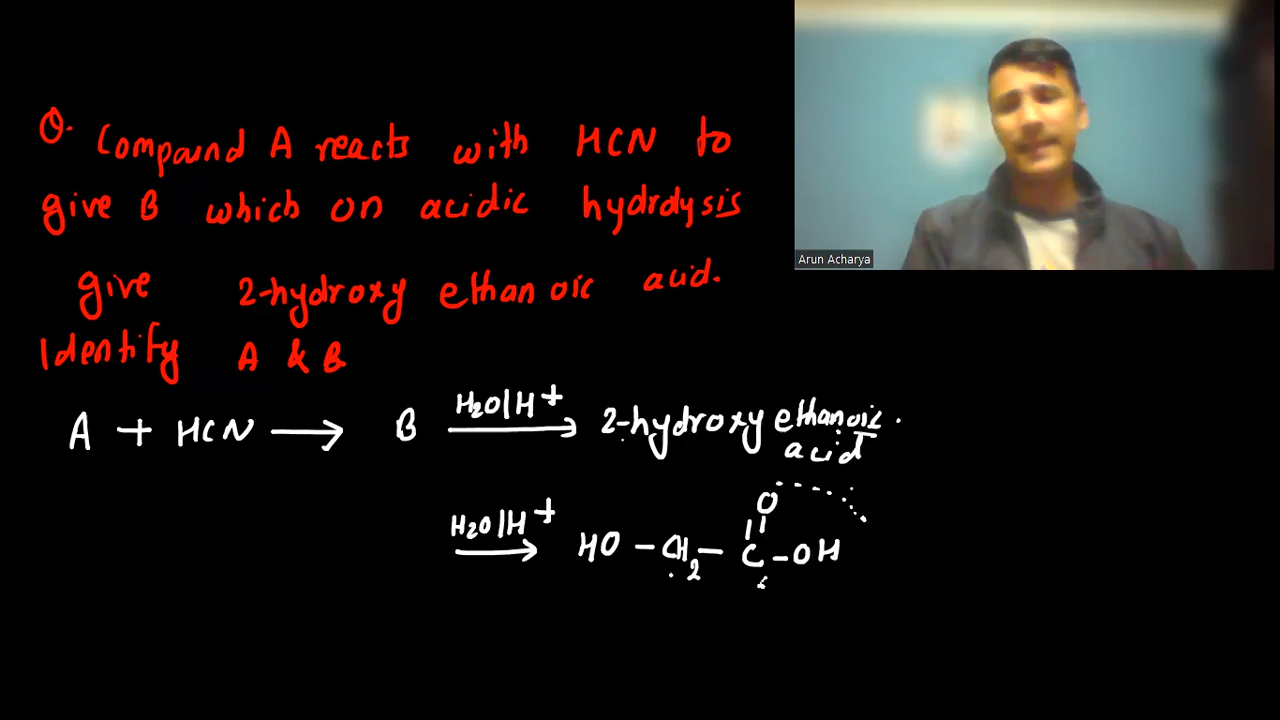 Q. Compound A reacts with HCN to
give B which on acidic hydrolysis
give 2-hydroxy ethanoic acid.
Identify A & B
A + HCN → B H2O/H+ → 2-hydroxy ethanoic acid
H2O/H+ → HO-CH2-C-OH
O
Arun Acharya